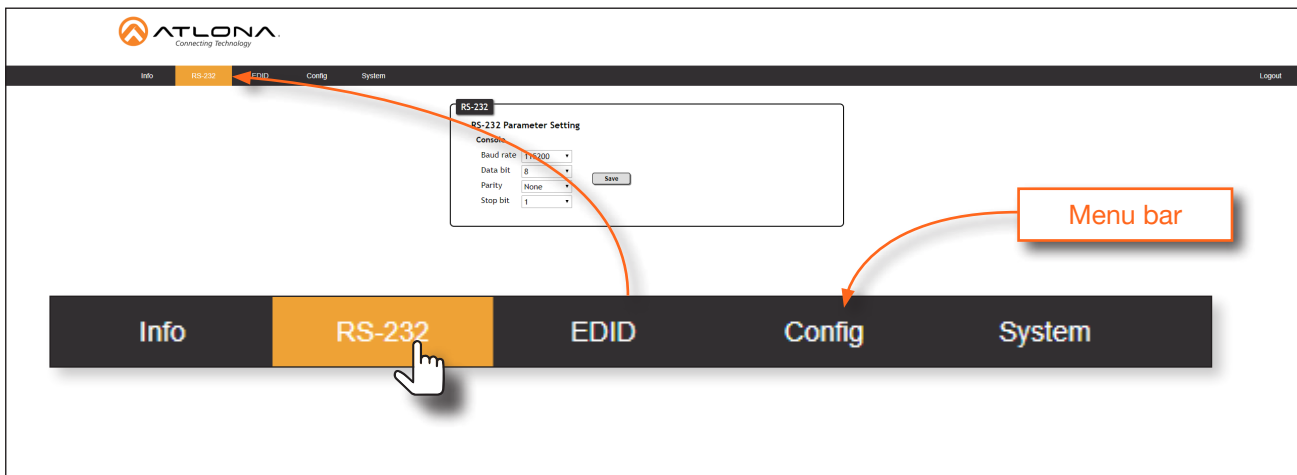 ATLONA.
Connecting Technology
Info RS-232 EDID Config System Logout
RS-232
RS-232 Parameter Setting
Console
Baud rate 115200
Data bit 8
Save
Parity None
Stop bit 1
Menu bar
Info RS-232 EDID Config System